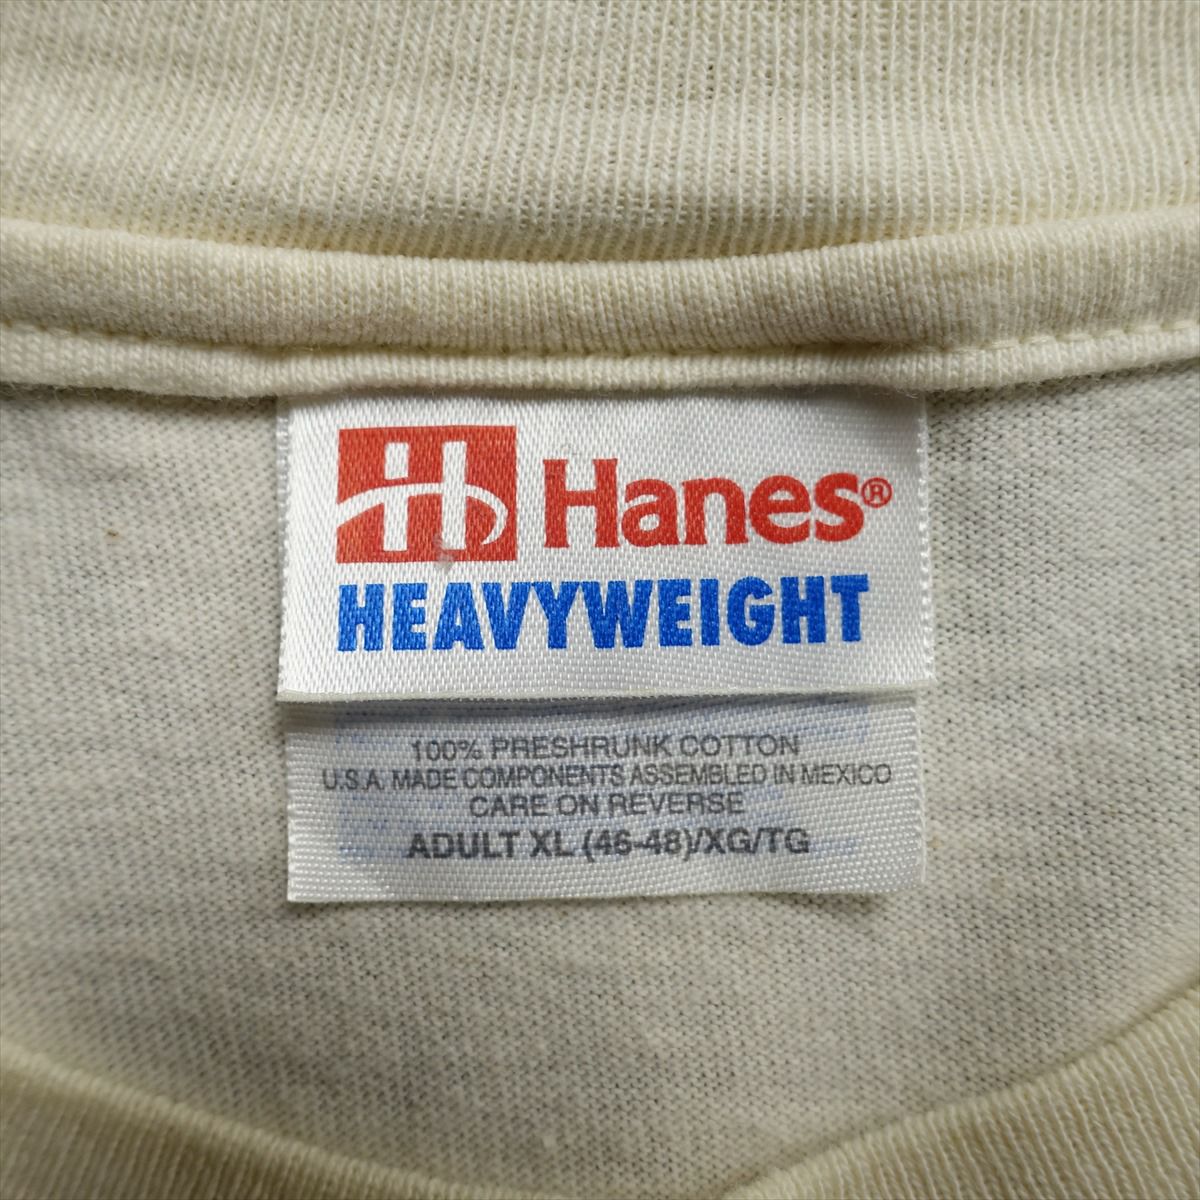 H Hanes®
HEAVYWEIGHT
100% PRESHRUNK COTTON
U.S.A. MADE COMPONENTS ASSEMBLED IN MEXICO
CARE ON REVERSE
ADULT XL (46-48)/XG/TG